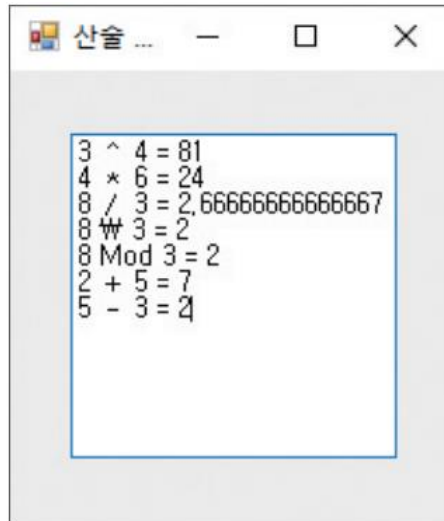 산술 ...
3 ^ 4 = 81
4 * 6 = 24
8 / 3 = 2.66666666666667
8 ₩ 3 = 2
8 Mod 3 = 2
2 + 5 = 7
5 - 3 = 2